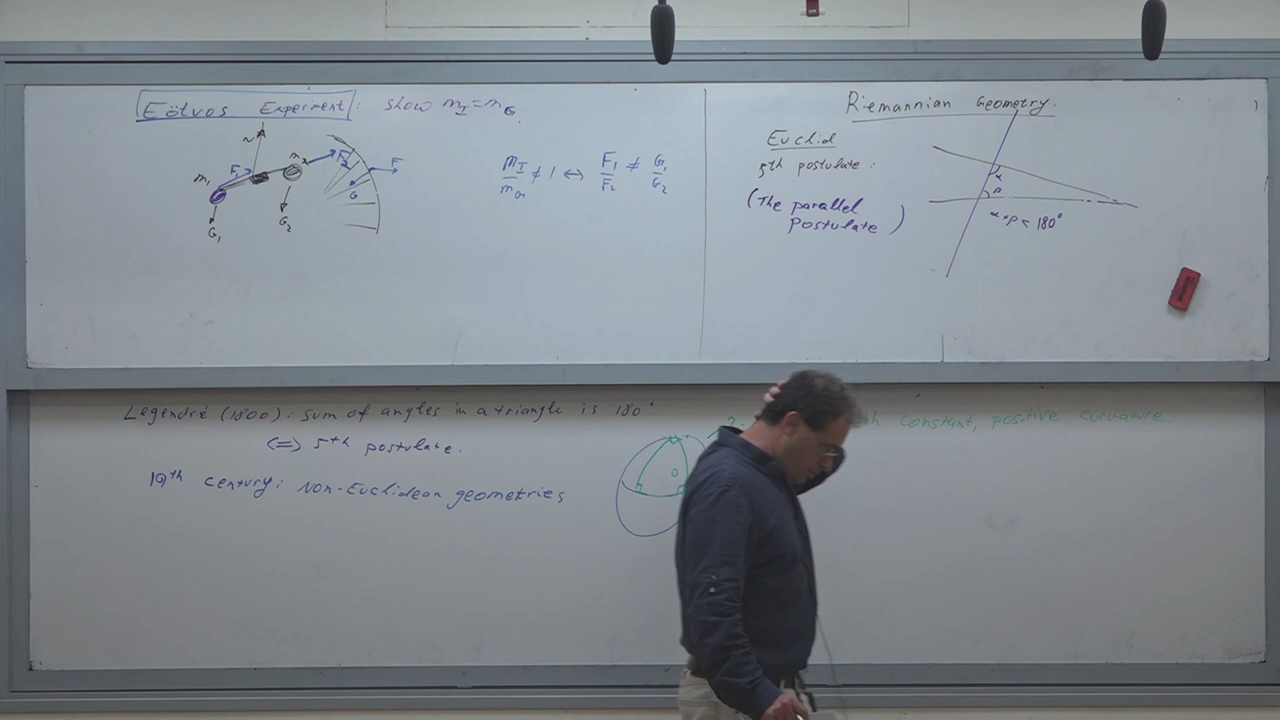 Eötvos Experiment: show m_I = m_G.
N
m_1
F_1
m_2
F_2
F
G
G_1
G_2
m_I/m_G ≠ 1 ⇔ F_1/F_2 ≠ G_1/G_2
Riemannian Geometry.
Euclid
5th postulate:
(The parallel
postulate)
α
β
α+β < 180°
Legendre (1800): sum of angles in a triangle is 180°
⇔ 5th postulate.
19th century: Non-Euclidean geometries
constant, positive curvature.